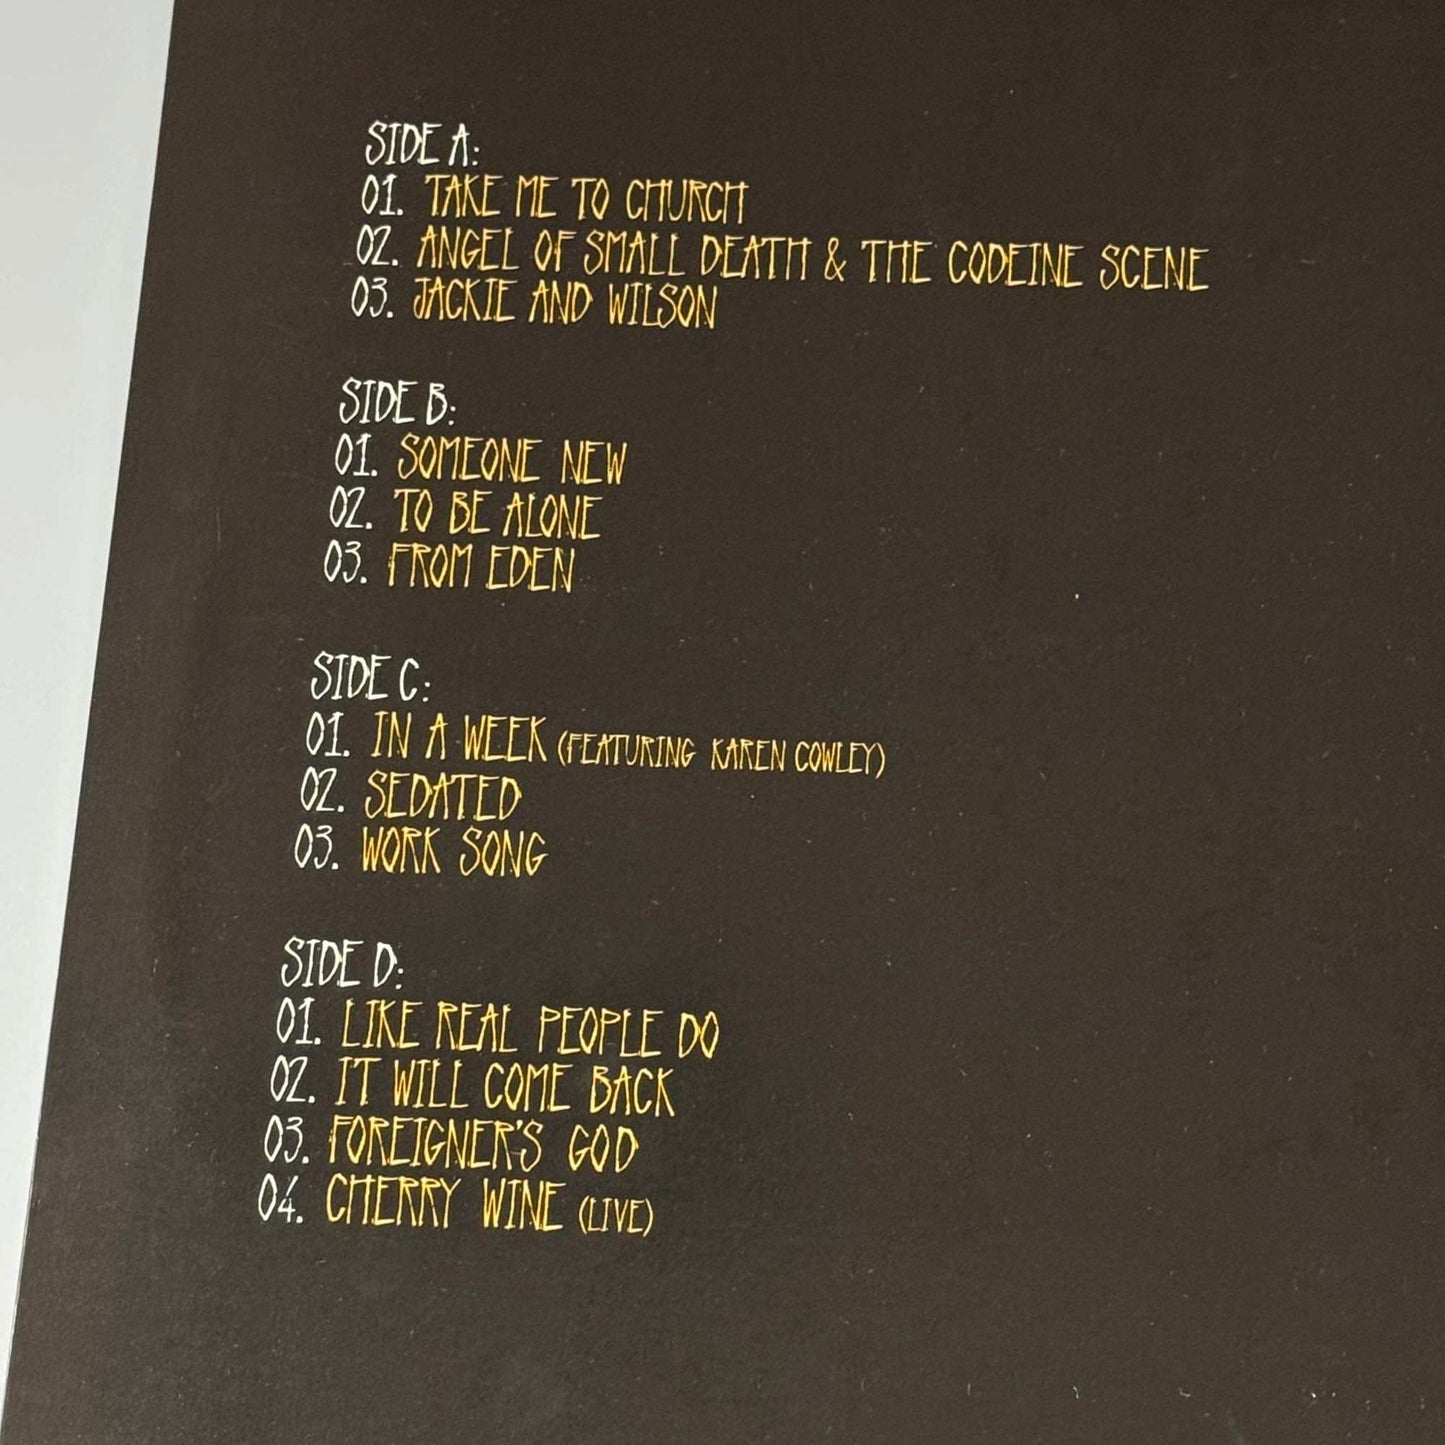 SIDE A:
01. TAKE ME TO CHURCH
02. ANGEL OF SMALL DEATH & THE CODEINE SCENE
03. JACKIE AND WILSON
SIDE B:
01. SOMEONE NEW
02. TO BE ALONE
03. FROM EDEN
SIDE C:
01. IN A WEEK (FEATURING KAREN COWLEY)
02. SEDATED
03. WORK SONG
SIDE D:
01. LIKE REAL PEOPLE DO
02. IT WILL COME BACK
03. FOREIGNER'S GOD
04. CHERRY WINE (LIVE)